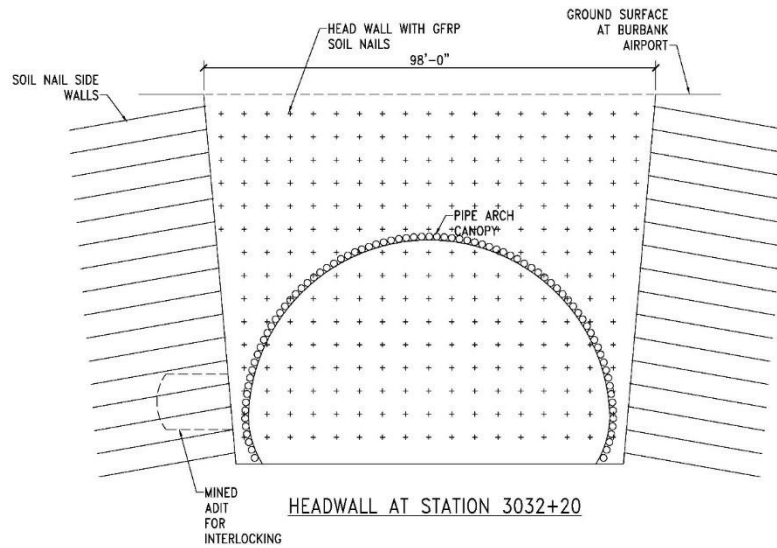 HEAD WALL WITH GFRP
SOIL NAILS
GROUND SURFACE
AT BURBANK
AIRPORT
98'-0"
SOIL NAIL SIDE
WALLS
PIPE ARCH
CANOPY
MINED
ADIT
FOR
INTERLOCKING
HEADWALL AT STATION 3032+20